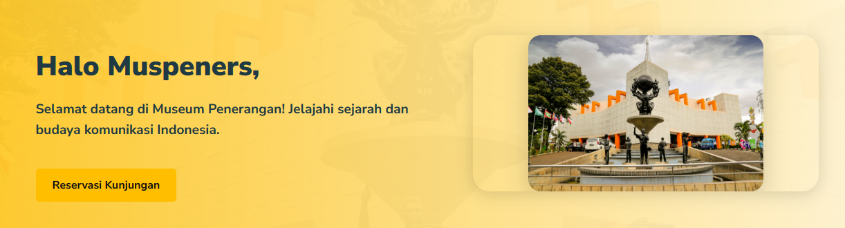 Halo Muspeners,
Selamat datang di Museum Penerangan! Jelajahi sejarah dan
budaya komunikasi Indonesia.
Reservasi Kunjungan